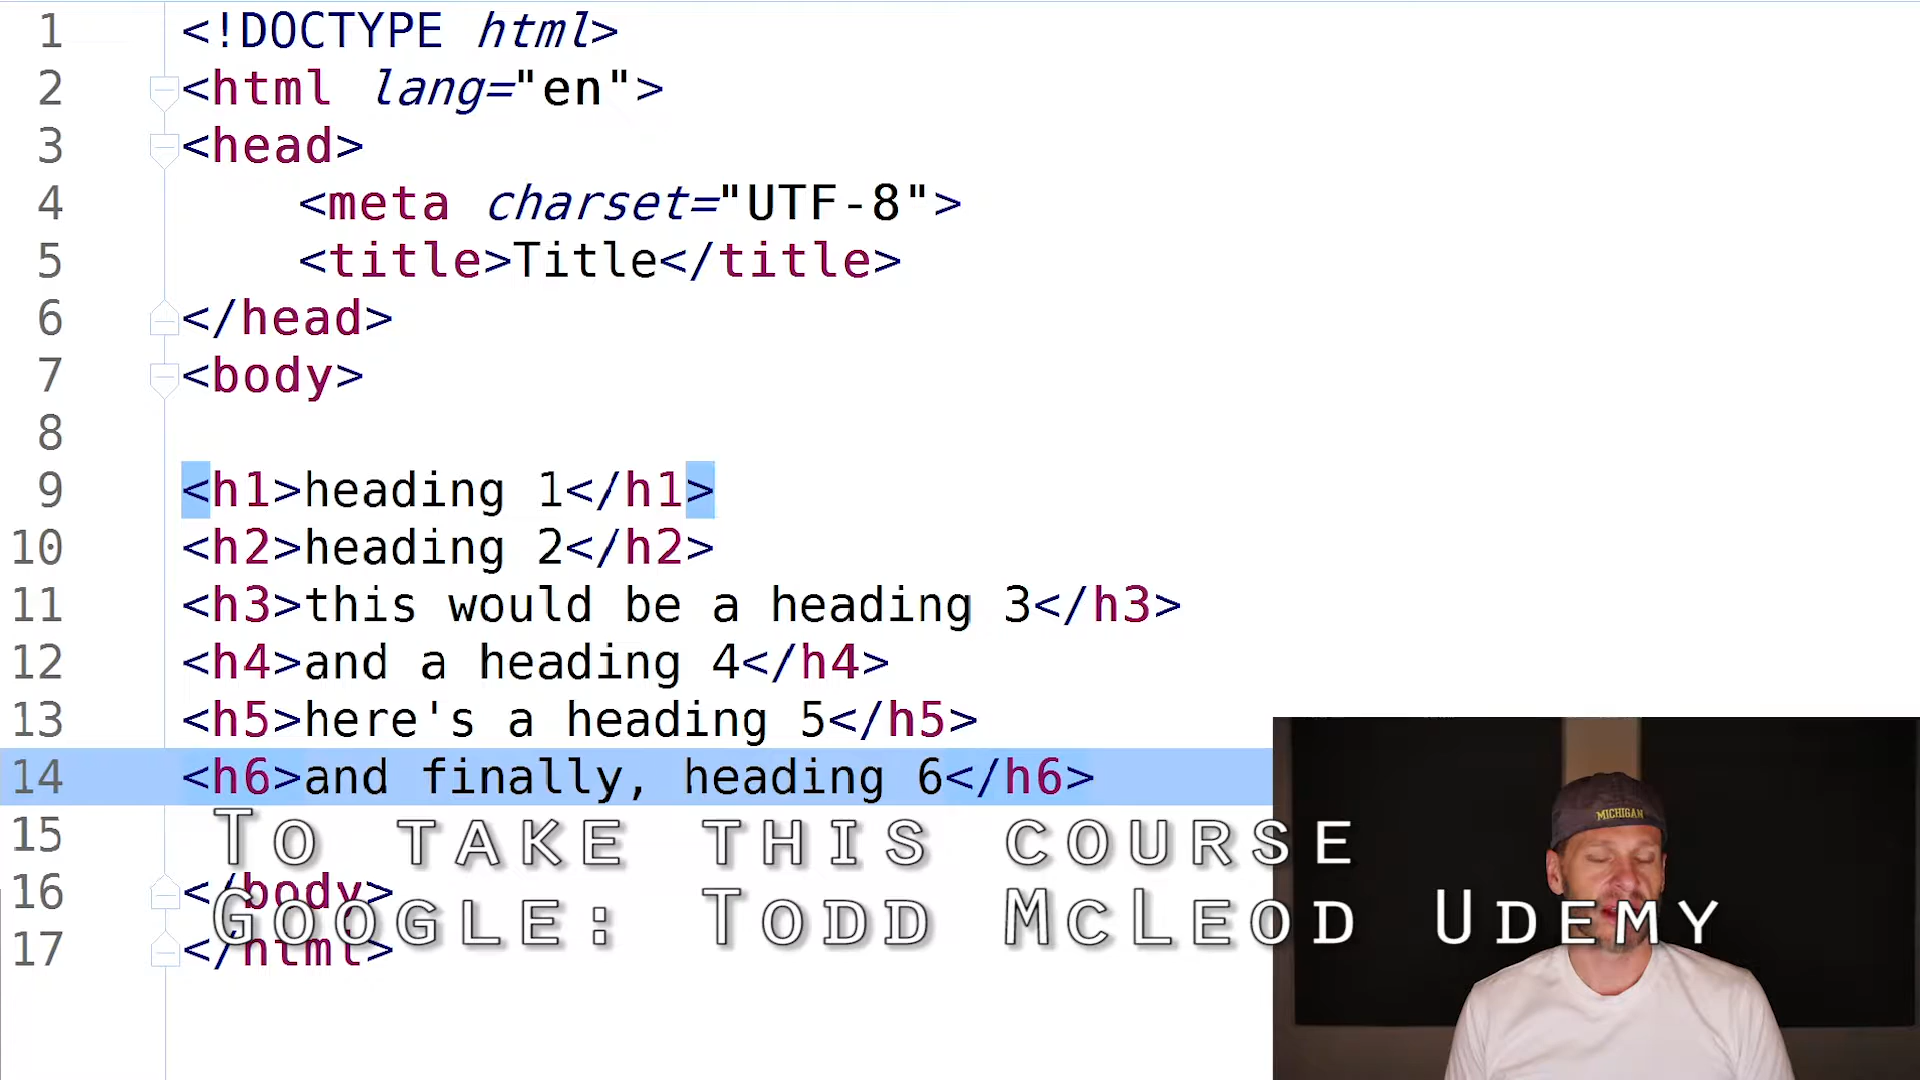 1 <!DOCTYPE html>
2 <html lang="en">
3 <head>
4 <meta charset="UTF-8">
5 <title>Title</title>
6 </head>
7 <body>
8
9 <h1>heading 1</h1>
10 <h2>heading 2</h2>
11 <h3>this would be a heading 3</h3>
12 <h4>and a heading 4</h4>
13 <h5>here's a heading 5</h5>
14 <h6>and finally, heading 6</h6>
15
16 </body>
17 </html>
To take this course
Google: Todd McLeod Udemy
MICHIGAN